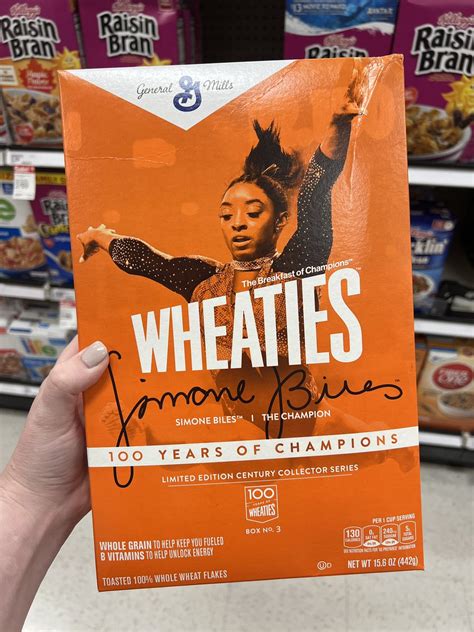 Raisin
Bran
Raisin
Bran
Raisin
Raisin
Bran
General Mills
G
The Breakfast of Champions™
WHEATIES
Simone Biles
SIMONE BILES™ | THE CHAMPION
100 YEARS OF CHAMPIONS
LIMITED EDITION CENTURY COLLECTOR SERIES
100
WHEATIES
BOX NO. 3
WHOLE GRAIN TO HELP KEEP YOU FUELED
B VITAMINS TO HELP UNLOCK ENERGY
TOASTED 100% WHOLE WHEAT FLAKES
PER 1 CUP SERVING
130
NET WT 15.6 OZ (442g)